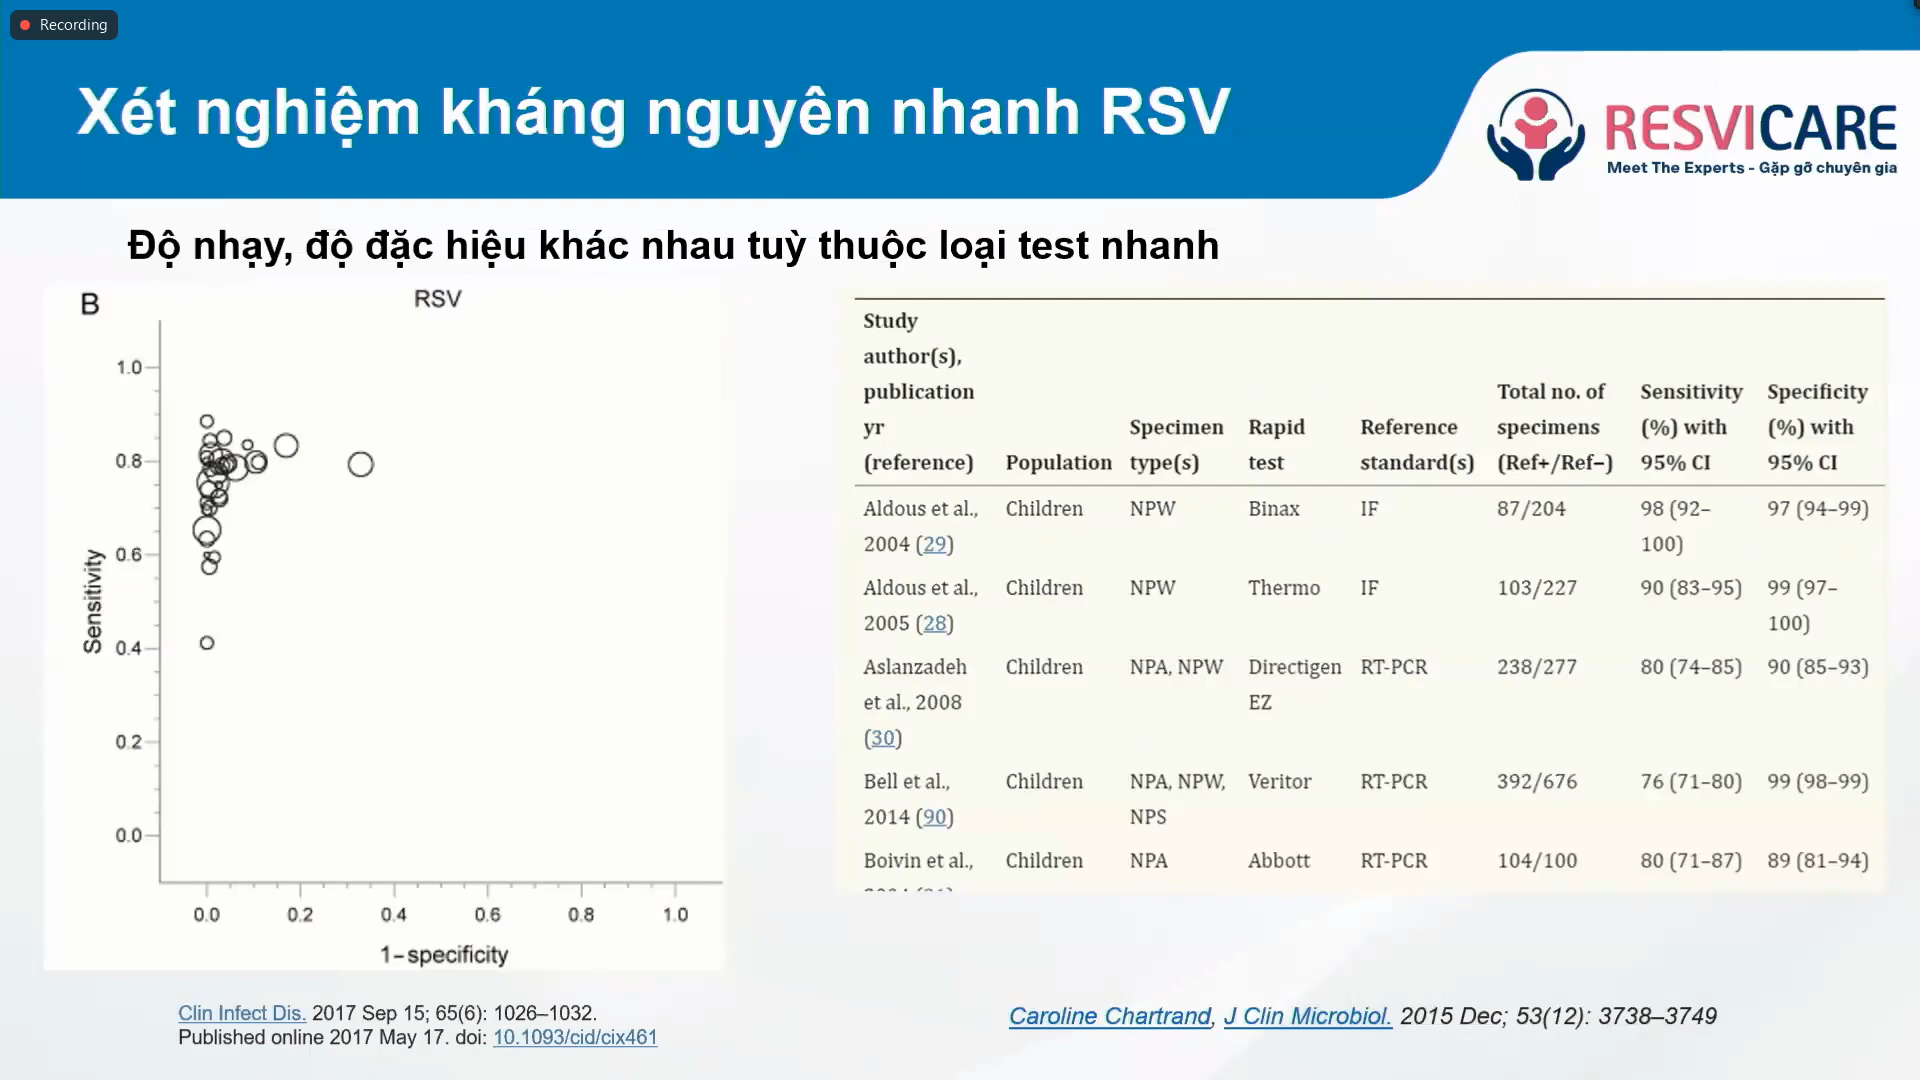 Recording
Xét nghiệm kháng nguyên nhanh RSV
RESVICARE
Meet The Experts - Gặp gỡ chuyên gia
Độ nhạy, độ đặc hiệu khác nhau tuỳ thuộc loại test nhanh
B
RSV
1.0
0.8
0.6
0.4
0.2
0.0
Sensitivity
0.0 0.2 0.4 0.6 0.8 1.0
1-specificity
Study
author(s),
publication Total no. of Sensitivity Specificity
yr Specimen Rapid Reference specimens (%) with (%) with
(reference) Population type(s) test standard(s) (Ref+/Ref−) 95% CI 95% CI
Aldous et al., Children NPW Binax IF 87/204 98 (92– 97 (94–99)
2004 (29) 100)
Aldous et al., Children NPW Thermo IF 103/227 90 (83–95) 99 (97–
2005 (28) 100)
Aslanzadeh Children NPA, NPW Directigen RT-PCR 238/277 80 (74–85) 90 (85–93)
et al., 2008 EZ
(30)
Bell et al., Children NPA, NPW, Veritor RT-PCR 392/676 76 (71–80) 99 (98–99)
2014 (90) NPS
Boivin et al., Children NPA Abbott RT-PCR 104/100 80 (71–87) 89 (81–94)
Clin Infect Dis. 2017 Sep 15; 65(6): 1026–1032.
Published online 2017 May 17. doi: 10.1093/cid/cix461
Caroline Chartrand, J Clin Microbiol. 2015 Dec; 53(12): 3738–3749